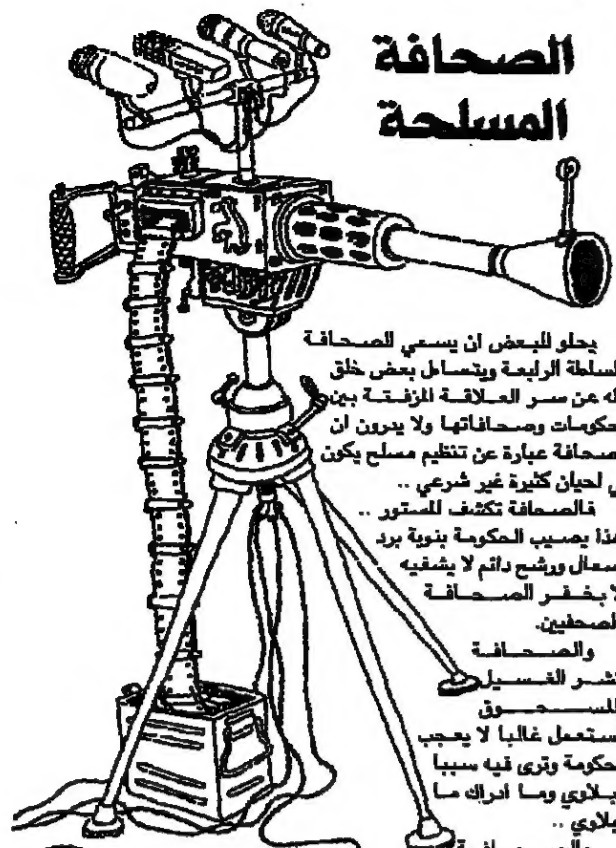 الصحافة
المسلحة
يحلو للبعض ان يسمي الصحافة
السلطة الرابعة ويتساءل بعض خلق
الله عن سر العلاقة المزفتة بين
الحكومات وصحافاتها ولا يدرون ان
الصحافة عبارة عن تنظيم مسلح يكون
في احيان كثيرة غير شرعي ..
فالصحافة تكشف المستور ..
هذا يصيب الحكومة بنوبة برد
وسعال ورشح دائم لا يشفيه
الا بخفر الصحافة
والصحفيين.
والصحافة
تنشر الغسيل
المسحوق
المستعمل غالبا لا يعجب
الحكومة وترى فيه سببا
للبلاوي وما ادراك ما
البلاوي ..